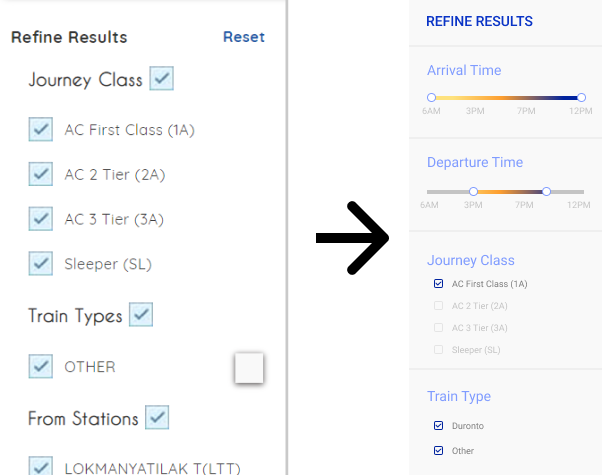 Refine Results Reset
Journey Class
AC First Class (1A)
AC 2 Tier (2A)
AC 3 Tier (3A)
Sleeper (SL)
Train Types
OTHER
From Stations
LOKMANYATILAK T(LTT)
REFINE RESULTS
Arrival Time
6AM 3PM 7PM 12PM
Departure Time
6AM 3PM 7PM 12PM
Journey Class
AC First Class (1A)
AC 2 Tier (2A)
AC 3 Tier (3A)
Sleeper (SL)
Train Type
Duronto
Other